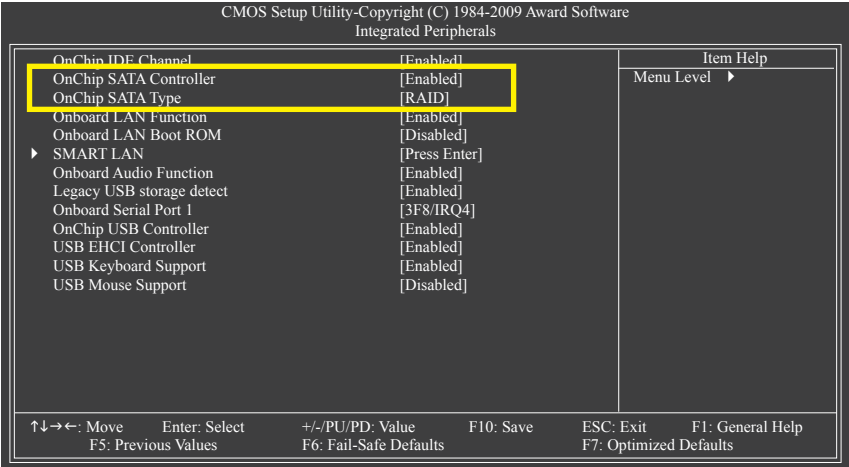 CMOS Setup Utility-Copyright (C) 1984-2009 Award Software
Integrated Peripherals
OnChip IDE Channel [Enabled]
OnChip SATA Controller [Enabled]
OnChip SATA Type [RAID]
Onboard LAN Function [Enabled]
Onboard LAN Boot ROM [Disabled]
SMART LAN [Press Enter]
Onboard Audio Function [Enabled]
Legacy USB storage detect [Enabled]
Onboard Serial Port 1 [3F8/IRQ4]
OnChip USB Controller [Enabled]
USB EHCI Controller [Enabled]
USB Keyboard Support [Enabled]
USB Mouse Support [Disabled]
Item Help
Menu Level
↑↓→←: Move Enter: Select +/-/PU/PD: Value F10: Save ESC: Exit F1: General Help
F5: Previous Values F6: Fail-Safe Defaults F7: Optimized Defaults